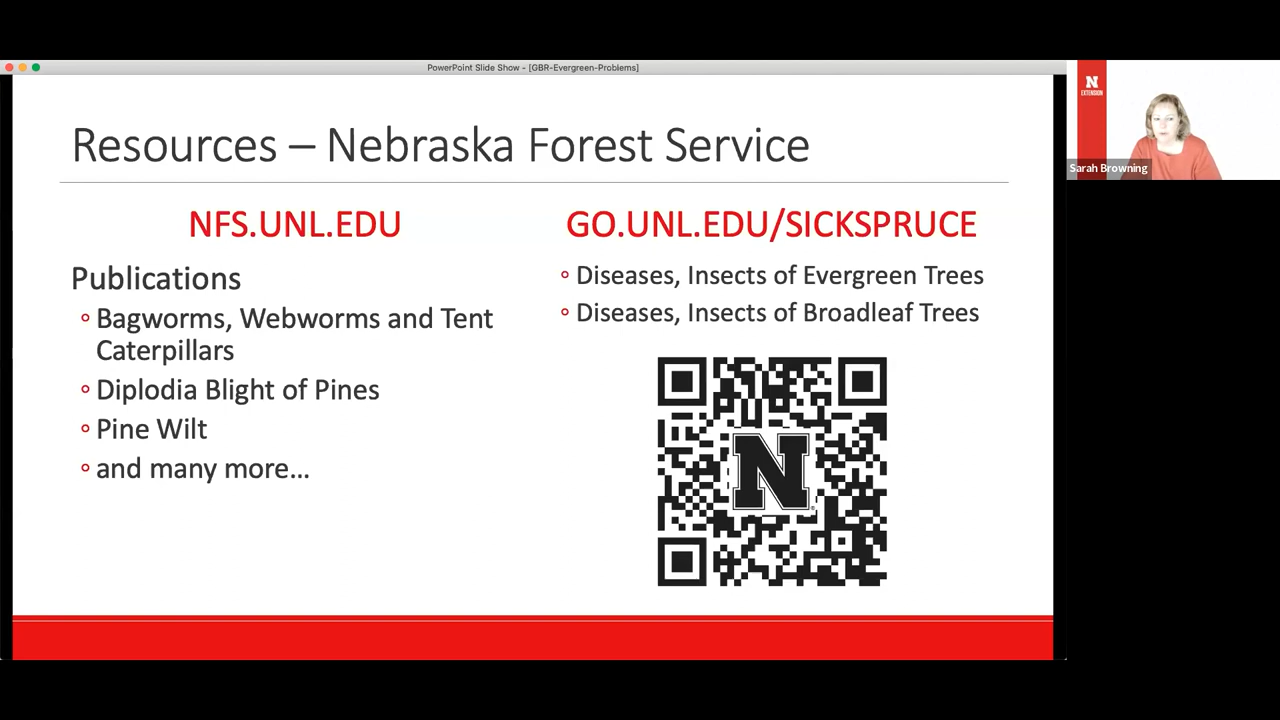 PowerPoint Slide Show - [GBR-Evergreen-Problems]
Resources – Nebraska Forest Service
NFS.UNL.EDU
Publications
Bagworms, Webworms and Tent
Caterpillars
Diplodia Blight of Pines
Pine Wilt
and many more…
GO.UNL.EDU/SICKSPRUCE
Diseases, Insects of Evergreen Trees
Diseases, Insects of Broadleaf Trees
N
N
EXTENSION
Sarah Browning